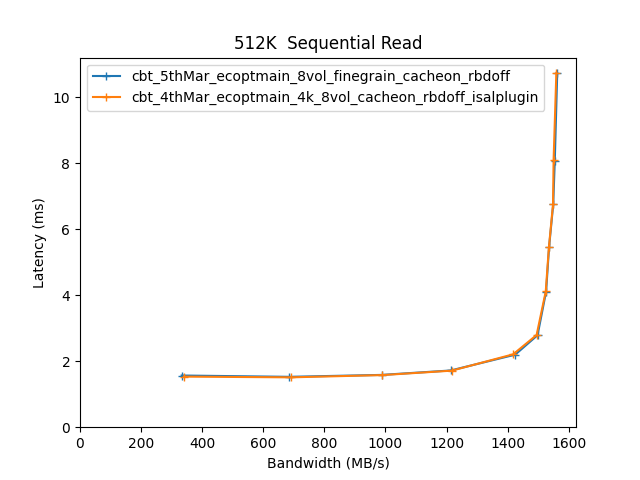 512K  Sequential Read
cbt_5thMar_ecoptmain_8vol_finegrain_cacheon_rbdoff
cbt_4thMar_ecoptmain_4k_8vol_cacheon_rbdoff_isalplugin
Latency (ms)
10
8
6
4
2
0
0 200 400 600 800 1000 1200 1400 1600
Bandwidth (MB/s)